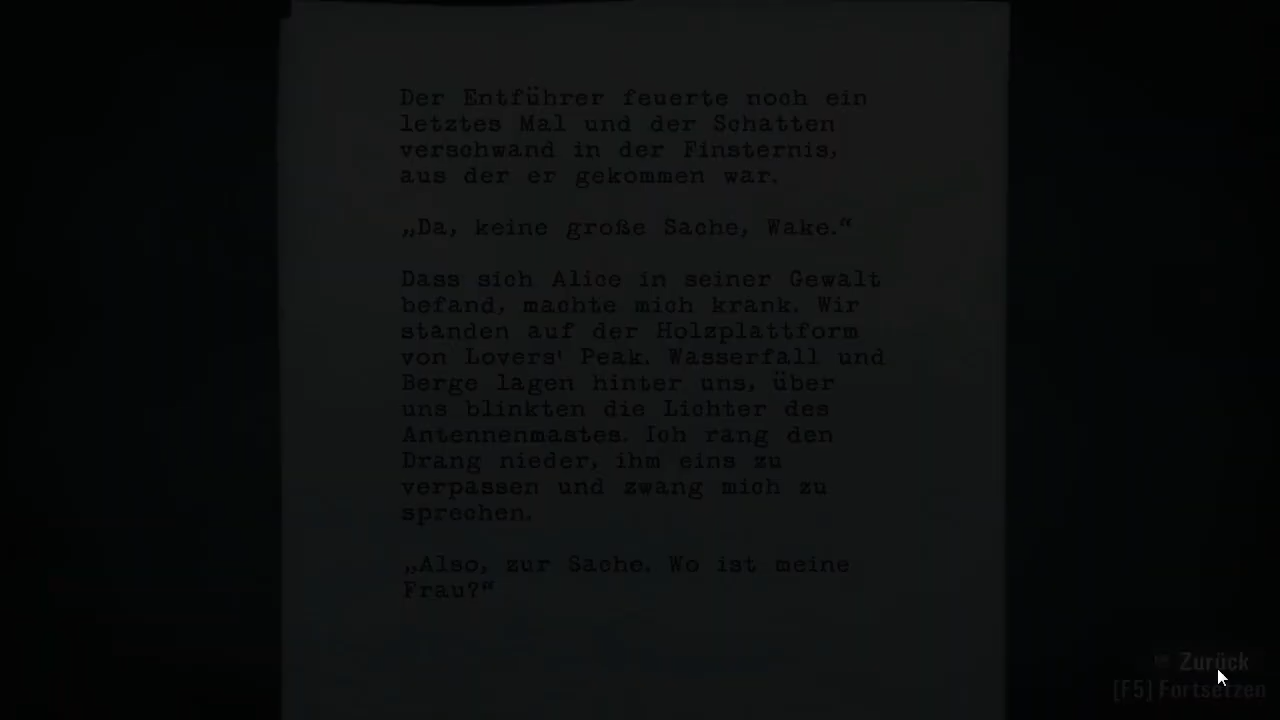 Der Entführer feuerte noch ein
letztes Mal und der Schatten
verschwand in der Finsternis,
aus der er gekommen war.
„Da, keine große Sache, Wake.“
Dass sich Alice in seiner Gewalt
befand, machte mich krank. Wir
standen auf der Holzplattform
von Lovers' Peak. Wasserfall und
Berge lagen hinter uns, über
uns blinkten die Lichter des
Antennenmastes. Ich rang den
Drang nieder, ihm eins zu
verpassen und zwang mich zu
sprechen.
„Also, zur Sache. Wo ist meine
Frau?“
Zurück
[F5] Fortsetzen